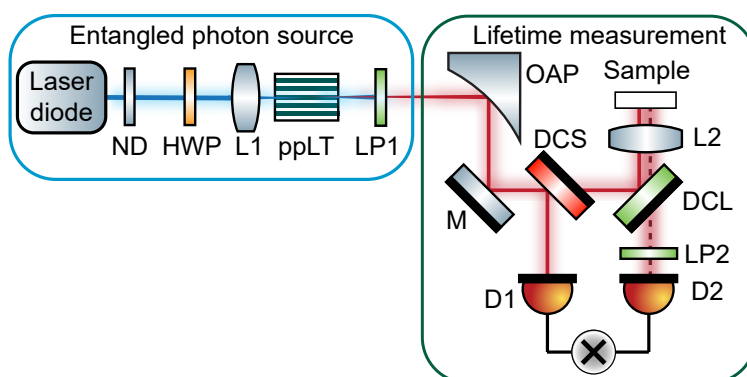 Entangled photon source
Laser
diode
ND
HWP
L1
ppLT
LP1
Lifetime measurement
OAP
Sample
L2
DCS
DCL
M
LP2
D1
D2